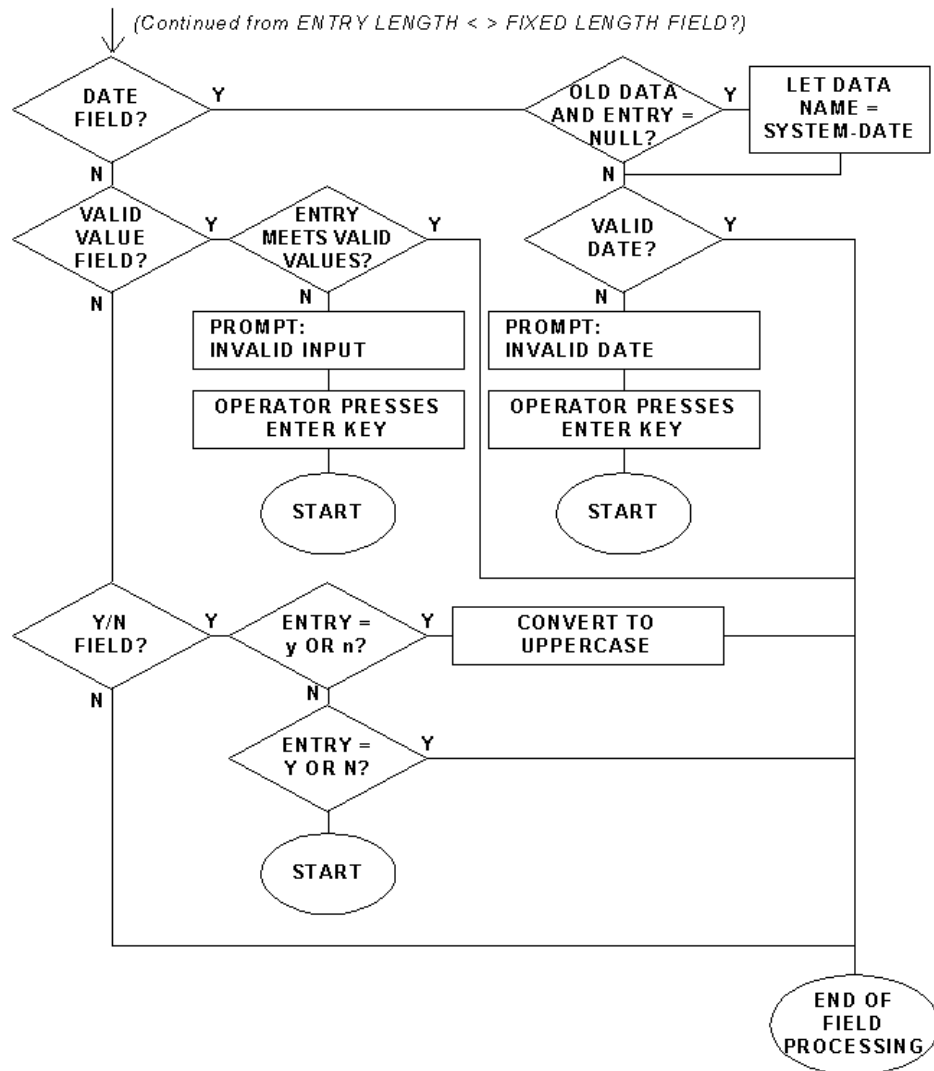 (Continued from ENTRY LENGTH < > FIXED LENGTH FIELD?)
DATE
FIELD?
Y
N
OLD DATA
AND ENTRY =
NULL?
Y
N
LET DATA
NAME =
SYSTEM-DATE
VALID
VALUE
FIELD?
Y
N
ENTRY
MEETS VALID
VALUES?
Y
N
VALID
DATE?
Y
N
PROMPT:
INVALID INPUT
PROMPT:
INVALID DATE
OPERATOR PRESSES
ENTER KEY
OPERATOR PRESSES
ENTER KEY
START
START
Y/N
FIELD?
Y
N
ENTRY =
y OR n?
Y
N
CONVERT TO
UPPERCASE
ENTRY =
Y OR N?
Y
START
END OF
FIELD
PROCESSING